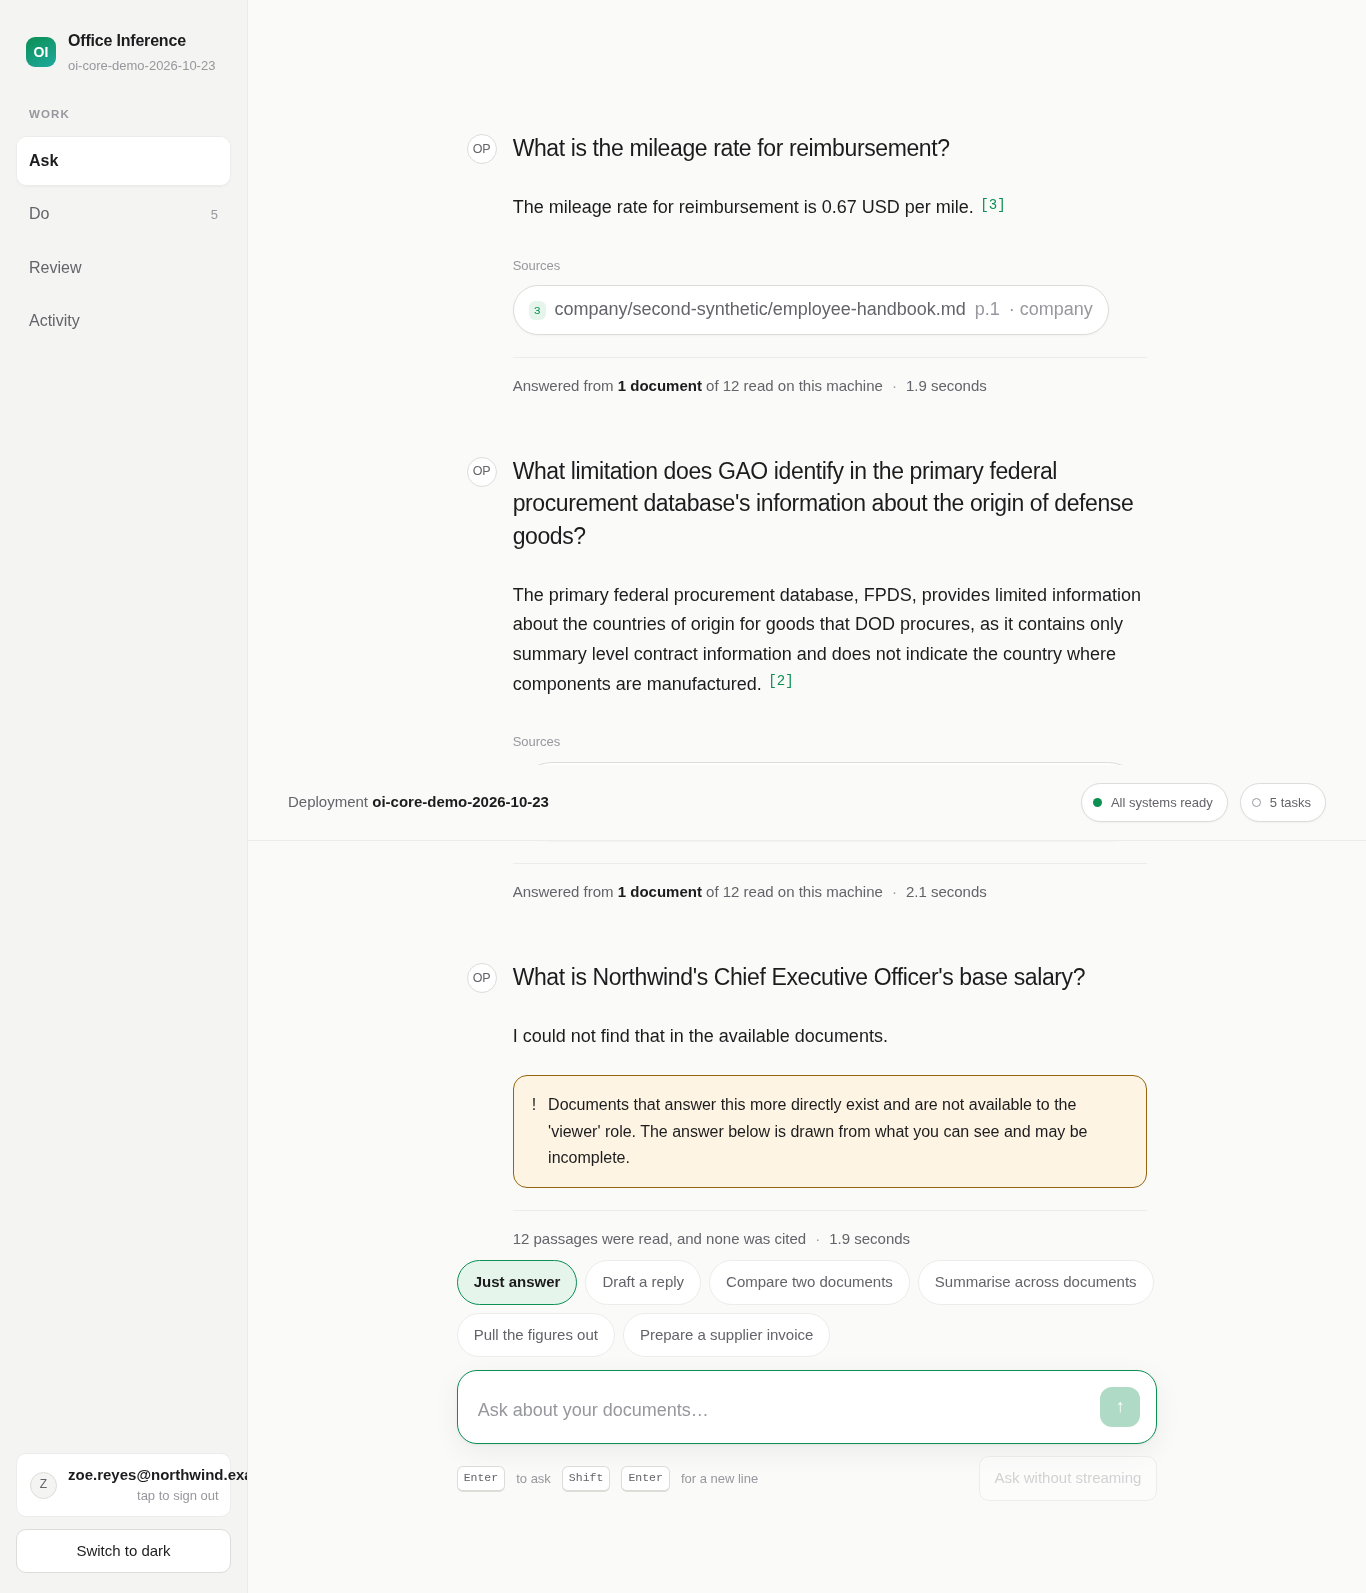 OI
Office Inference
oi-core-demo-2026-10-23
WORK
Ask
Do 5
Review
Activity
OP What is the mileage rate for reimbursement?
The mileage rate for reimbursement is 0.67 USD per mile. [3]
Sources
3 company/second-synthetic/employee-handbook.md p.1 · company
Answered from 1 document of 12 read on this machine · 1.9 seconds
OP What limitation does GAO identify in the primary federal
procurement database's information about the origin of defense
goods?
The primary federal procurement database, FPDS, provides limited information
about the countries of origin for goods that DOD procures, as it contains only
summary level contract information and does not indicate the country where
components are manufactured. [2]
Sources
Deployment oi-core-demo-2026-10-23
All systems ready
5 tasks
Answered from 1 document of 12 read on this machine · 2.1 seconds
OP What is Northwind's Chief Executive Officer's base salary?
I could not find that in the available documents.
! Documents that answer this more directly exist and are not available to the
'viewer' role. The answer below is drawn from what you can see and may be
incomplete.
12 passages were read, and none was cited · 1.9 seconds
Just answer Draft a reply Compare two documents Summarise across documents
Pull the figures out Prepare a supplier invoice
Ask about your documents…
↑
Enter to ask Shift Enter for a new line
Ask without streaming
Z zoe.reyes@northwind.exa
tap to sign out
Switch to dark